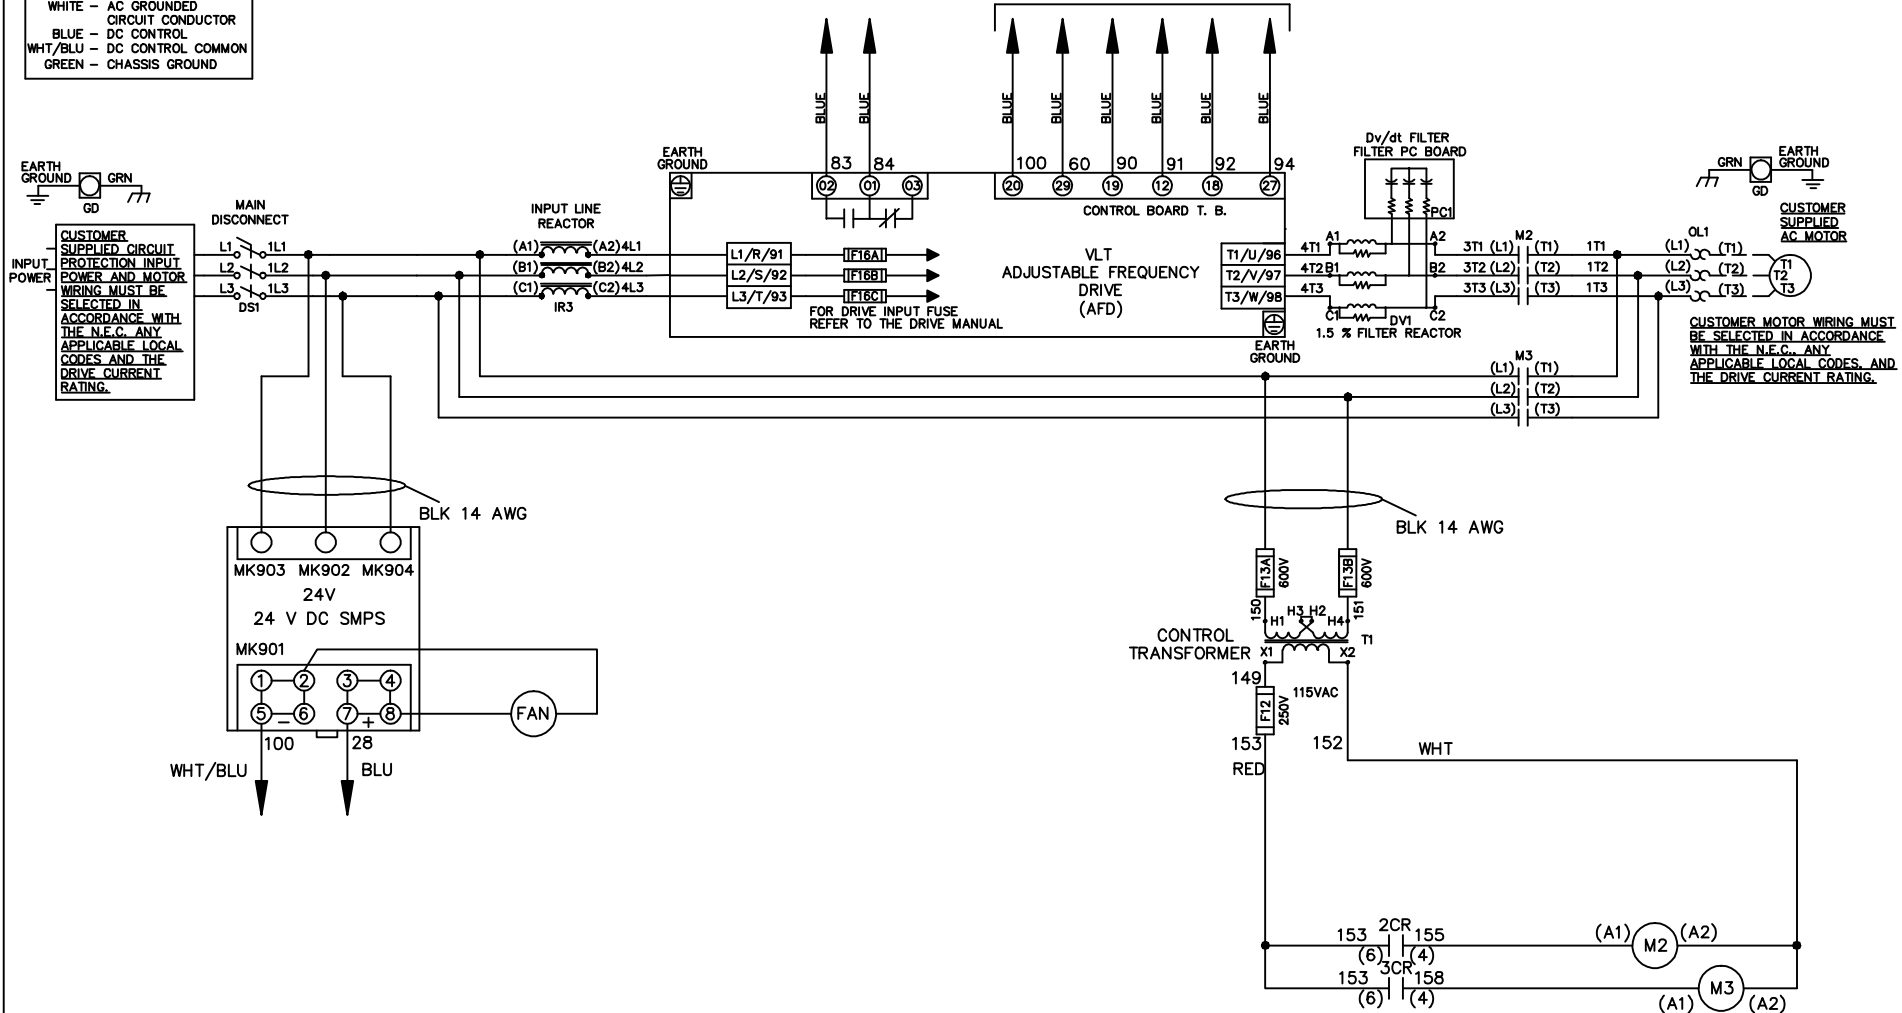 WHITE – AC GROUNDED
CIRCUIT CONDUCTOR
BLUE – DC CONTROL
WHT/BLU – DC CONTROL COMMON
GREEN – CHASSIS GROUND
BLUE
BLUE
BLUE
BLUE
BLUE
BLUE
BLUE
BLUE
83
84
100
60
90
91
92
94
02
01
03
20
29
19
12
18
27
CONTROL BOARD T. B.
EARTH
GROUND
GRN
GD
MAIN
DISCONNECT
INPUT
POWER
CUSTOMER
SUPPLIED CIRCUIT
PROTECTION INPUT
POWER AND MOTOR
WIRING MUST BE
SELECTED IN
ACCORDANCE WITH
THE N.E.C. ANY
APPLICABLE LOCAL
CODES AND THE
DRIVE CURRENT
RATING.
L1
1L1
L2
1L2
L3
1L3
DS1
INPUT LINE
REACTOR
(A1)
(A2)
4L1
(B1)
(B2)
4L2
(C1)
(C2)
4L3
IR3
EARTH
GROUND
L1/R/91
L2/S/92
L3/T/93
F16A
F16B
F16C
FOR DRIVE INPUT FUSE
REFER TO THE DRIVE MANUAL
VLT
ADJUSTABLE FREQUENCY
DRIVE
(AFD)
T1/U/96
T2/V/97
T3/W/98
EARTH
GROUND
Dv/dt FILTER
FILTER PC BOARD
PC1
4T1
A1
A2
4T2
B1
B2
4T3
C1
C2
DV1
1.5 % FILTER REACTOR
M2
3T1 (L1) (T1)
3T2 (L2) (T2)
3T3 (L3) (T3)
1T1
1T2
1T3
OL1
(L1) (T1)
(L2) (T2)
(L3) (T3)
T1
T2
T3
GRN
GD
EARTH
GROUND
CUSTOMER
SUPPLIED
AC MOTOR
CUSTOMER MOTOR WIRING MUST
BE SELECTED IN ACCORDANCE
WITH THE N.E.C.. ANY
APPLICABLE LOCAL CODES. AND
THE DRIVE CURRENT RATING.
M3
(L1) (T1)
(L2) (T2)
(L3) (T3)
BLK 14 AWG
MK903
MK902
MK904
24V
24 V DC SMPS
MK901
1
2
3
4
5
–
6
7
+
8
FAN
100
28
WHT/BLU
BLU
BLK 14 AWG
F13A
600V
F13B
600V
150
151
H1
H3
H2
H4
T1
CONTROL
TRANSFORMER
X1
X2
149
115VAC
F12
250V
153
152
RED
WHT
2CR
153
155
(6)
(4)
(A1)
M2
(A2)
3CR
153
158
(6)
(4)
(A1)
M3
(A2)